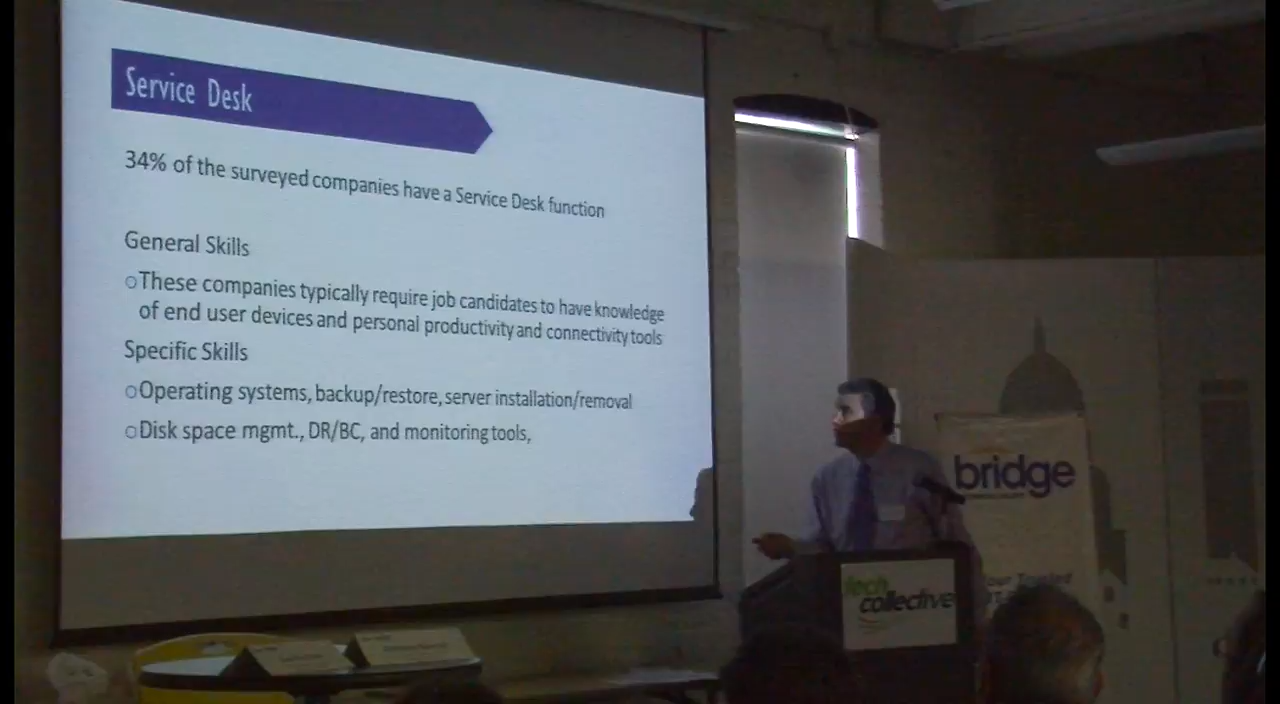 Service Desk
34% of the surveyed companies have a Service Desk function
General Skills
○These companies typically require job candidates to have knowledge
of end user devices and personal productivity and connectivity tools
Specific Skills
○Operating systems, backup/restore, server installation/removal
○Disk space mgmt., DR/BC, and monitoring tools,
bridge
Your Trusted
tech
collective